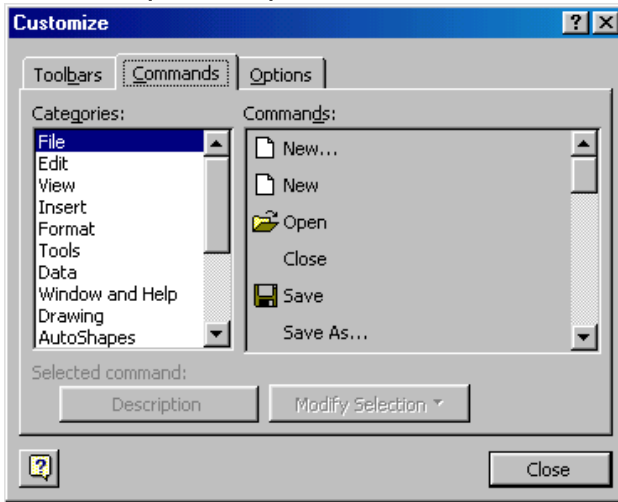 Customize
Toolbars Commands Options
Categories:
File
Edit
View
Insert
Format
Tools
Data
Window and Help
Drawing
AutoShapes
Commands:
New...
New
Open
Close
Save
Save As...
Selected command:
Description Modify Selection
Close